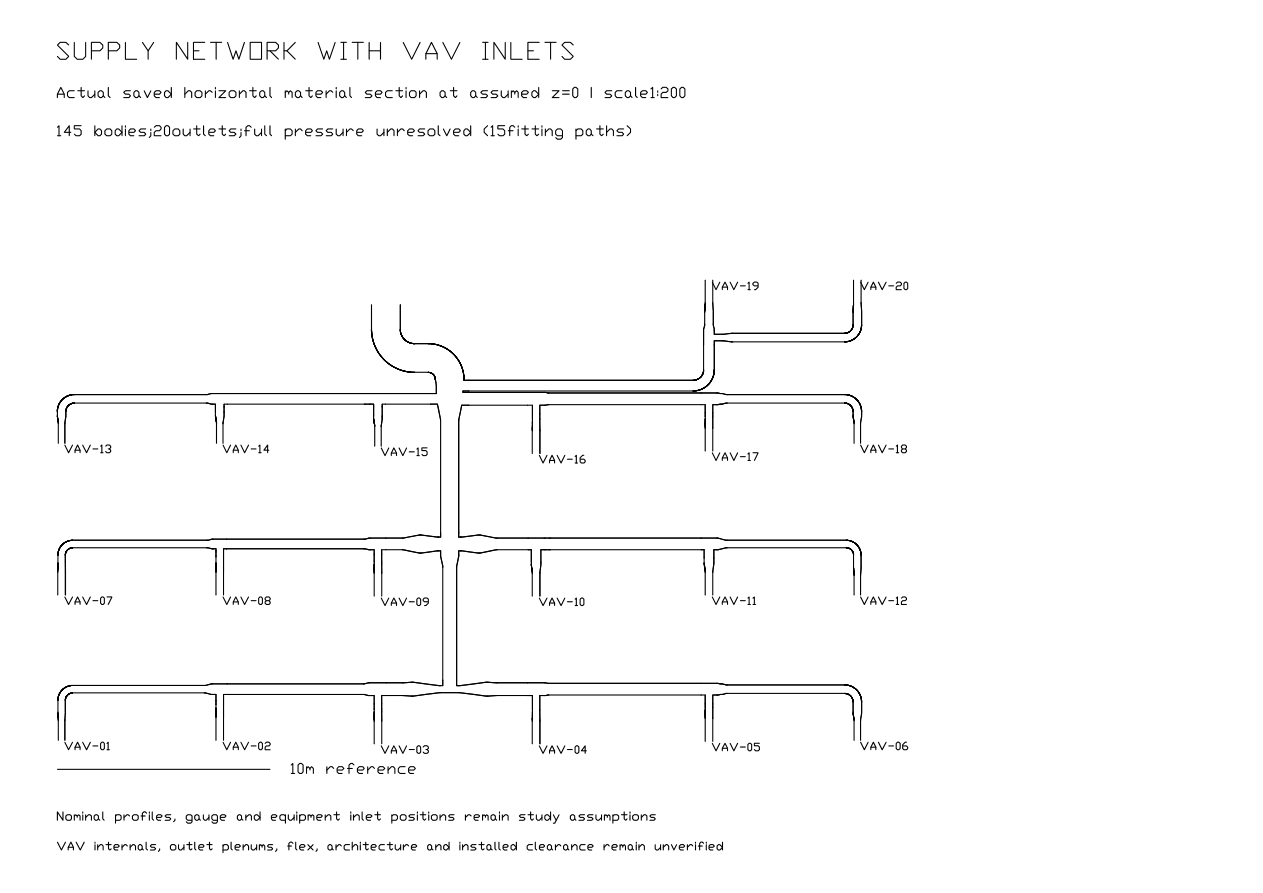 SUPPLY NETWORK WITH VAV INLETS
Actual saved horizontal material section at assumed z=0 | scale1:200
145 bodies;20outlets;full pressure unresolved (15fitting paths)
VAV-19
VAV-20
VAV-13
VAV-14
VAV-15
VAV-16
VAV-17
VAV-18
VAV-07
VAV-08
VAV-09
VAV-10
VAV-11
VAV-12
VAV-01
VAV-02
VAV-03
VAV-04
VAV-05
VAV-06
10m reference
Nominal profiles, gauge and equipment inlet positions remain study assumptions
VAV internals, outlet plenums, flex, architecture and installed clearance remain unverified